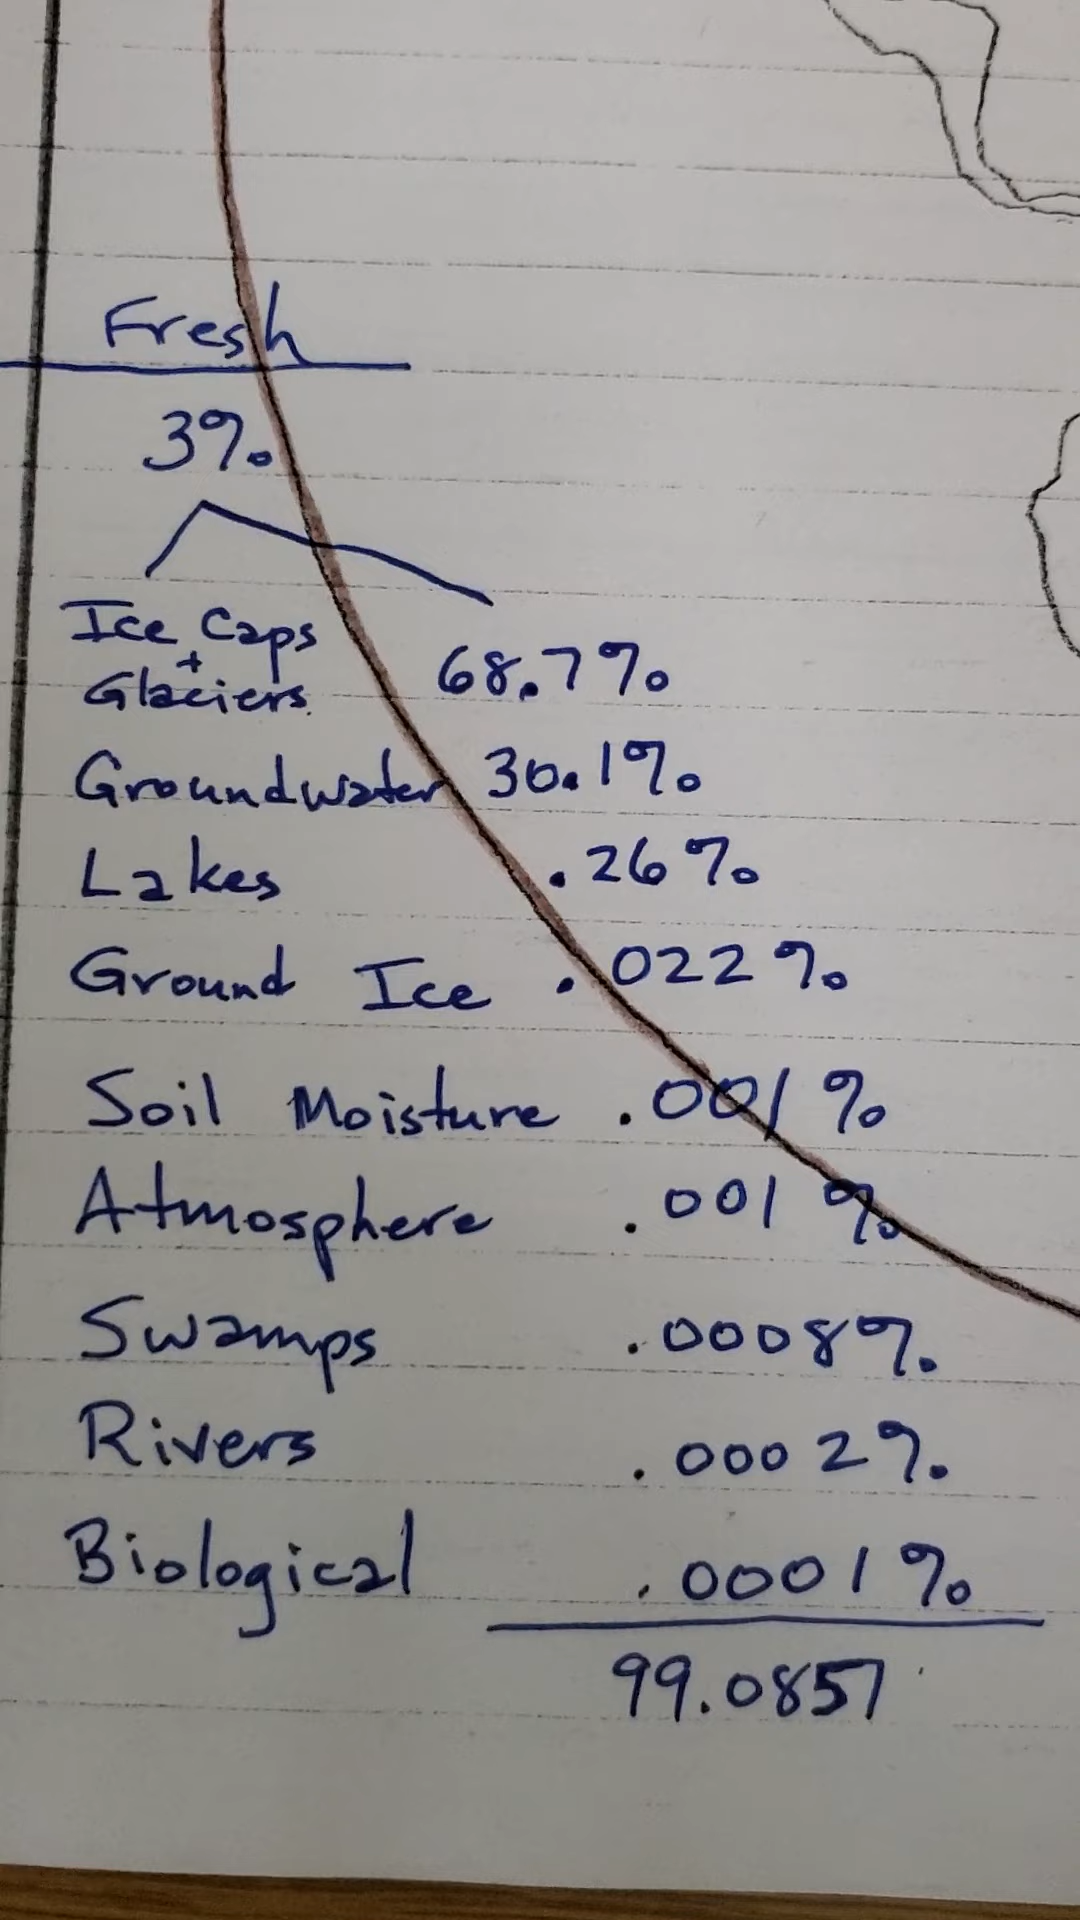 Fresh
3%
Ice Caps
+
Glaciers 68.7%
Groundwater 30.1%
Lakes .26%
Ground Ice .022%
Soil Moisture .001%
Atmosphere .001%
Swamps .0008%
Rivers .0002%
Biological .0001%
99.0851